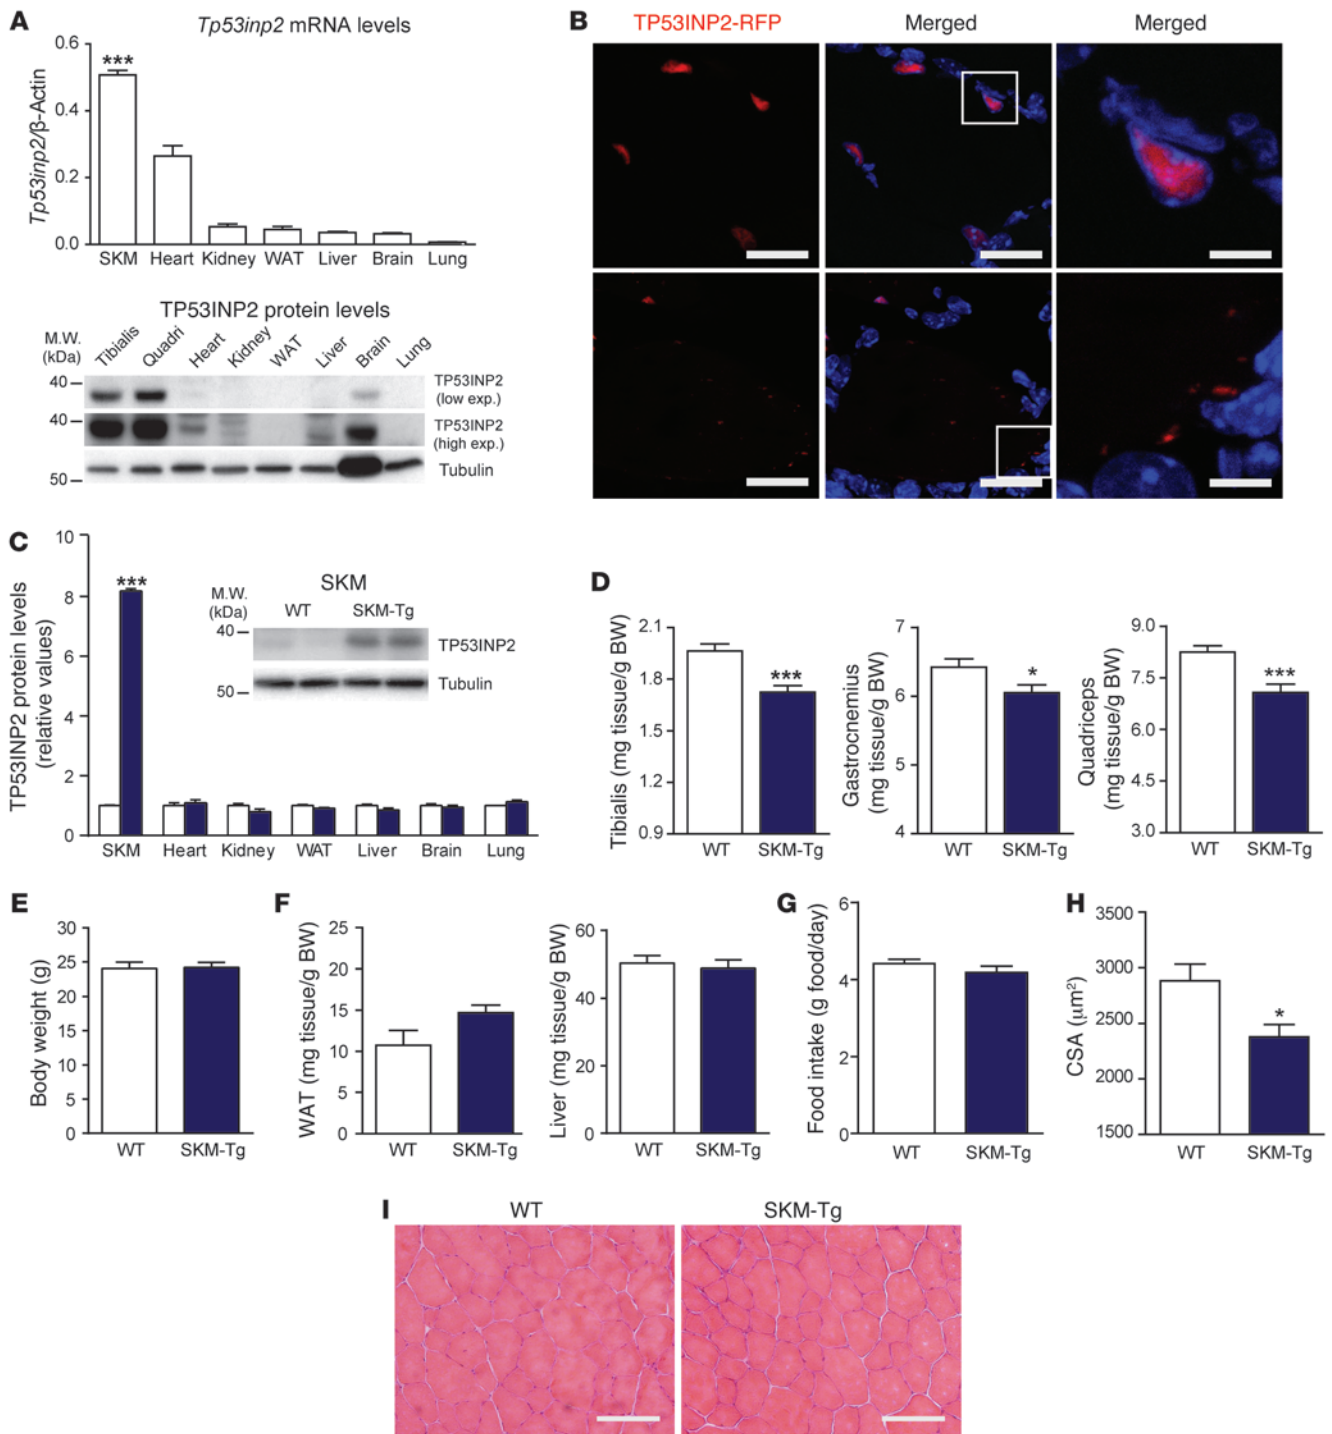 A
Tp53inp2 mRNA levels
Tp53inp2/β-Actin
0.6
0.4
0.2
0.0
***
SKM Heart Kidney WAT Liver Brain Lung
TP53INP2 protein levels
M.W.
(kDa)
Tibialis Quadri Heart Kidney WAT Liver Brain Lung
40
TP53INP2
(low exp.)
40
TP53INP2
(high exp.)
Tubulin
50
B
TP53INP2-RFP Merged Merged
C
TP53INP2 protein levels
(relative values)
10
8
6
4
2
0
***
SKM Heart Kidney WAT Liver Brain Lung
SKM
M.W.
(kDa)
WT SKM-Tg
40
TP53INP2
Tubulin
50
D
Tibialis (mg tissue/g BW)
2.1
1.8
1.5
1.2
0.9
***
WT SKM-Tg
Gastrocnemius
(mg tissue/g BW)
7
6
5
4
*
WT SKM-Tg
Quadriceps
(mg tissue/g BW)
9.0
7.5
6.0
4.5
3.0
***
WT SKM-Tg
E
Body weight (g)
30
25
20
15
10
5
0
WT SKM-Tg
F
WAT (mg tissue/g BW)
25
20
15
10
5
0
WT SKM-Tg
Liver (mg tissue/g BW)
60
40
20
0
WT SKM-Tg
G
Food intake (g food/day)
6
4
2
0
WT SKM-Tg
H
CSA (µm²)
3500
3000
2500
2000
1500
*
WT SKM-Tg
I
WT SKM-Tg